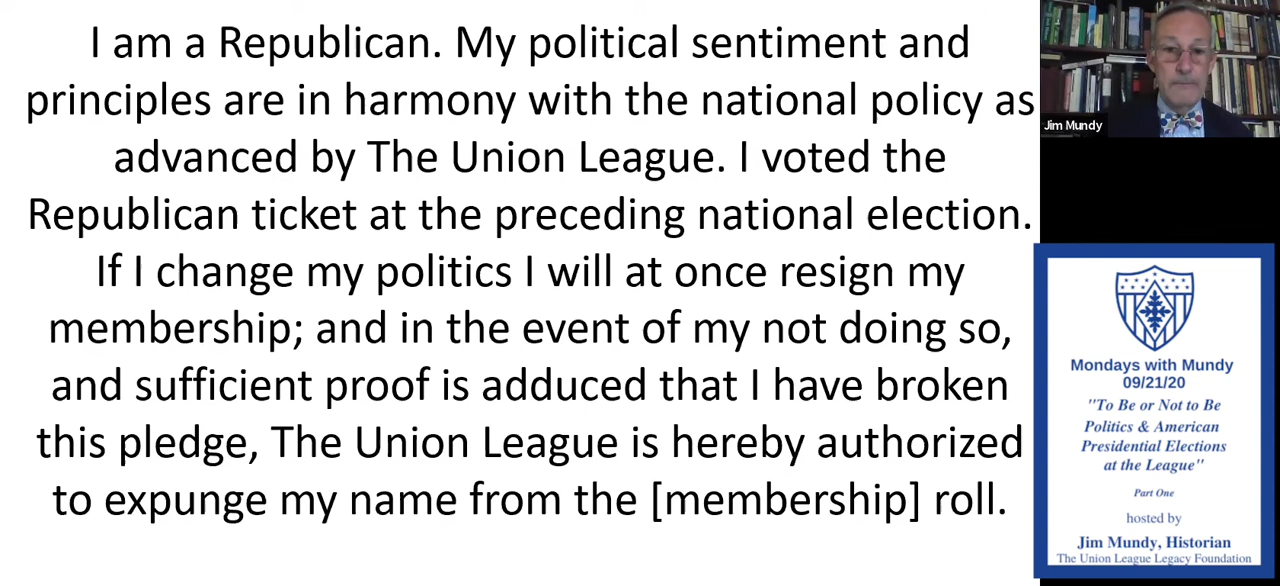 I am a Republican. My political sentiment and
principles are in harmony with the national policy as
advanced by The Union League. I voted the
Republican ticket at the preceding national election.
If I change my politics I will at once resign my
membership; and in the event of my not doing so,
and sufficient proof is adduced that I have broken
this pledge, The Union League is hereby authorized
to expunge my name from the [membership] roll.
Jim Mundy
Mondays with Mundy
09/21/20
"To Be or Not to Be
Politics & American
Presidential Elections
at the League"
Part One
hosted by
Jim Mundy, Historian
The Union League Legacy Foundation